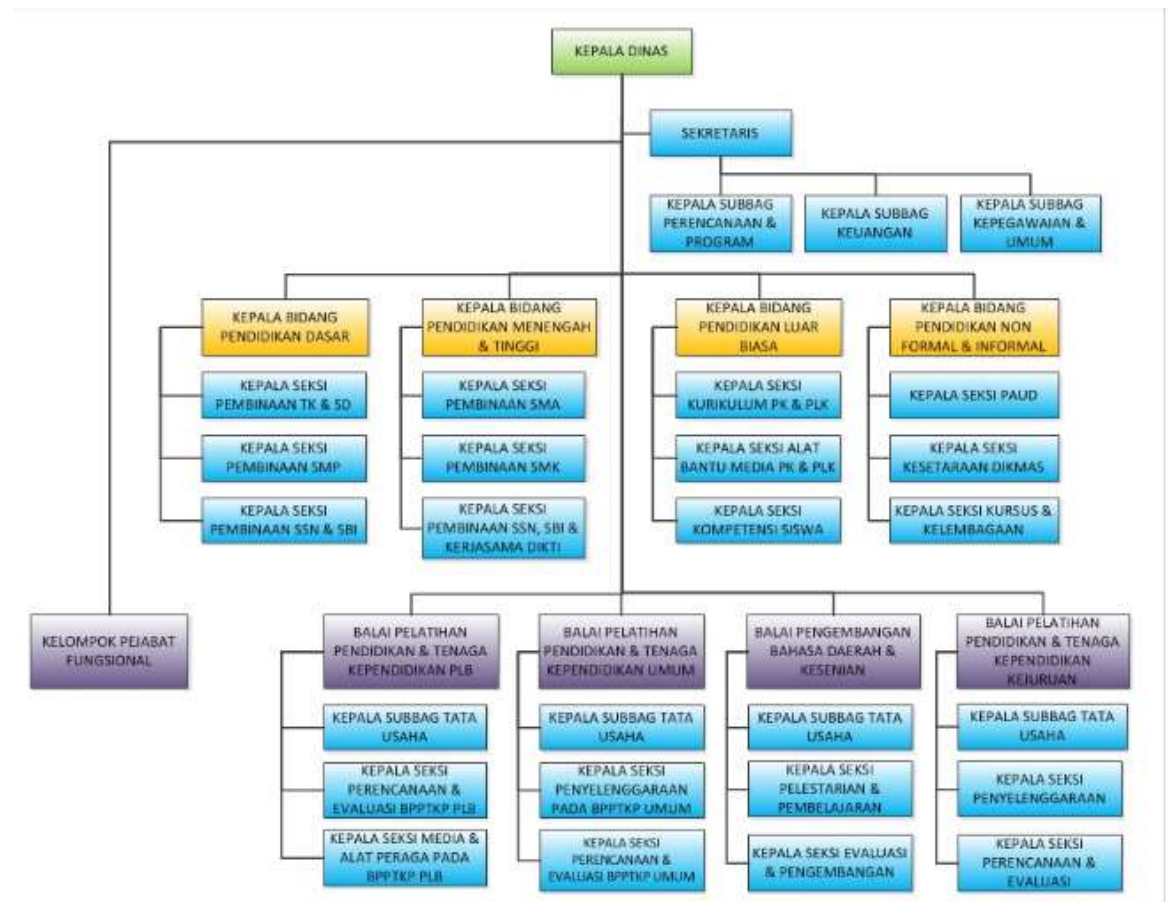 KEPALA DINAS
SEKRETARIS
KEPALA SUBBAG
PERENCANAAN &
PROGRAM
KEPALA SUBBAG
KEUANGAN
KEPALA SUBBAG
KEPEGAWAIAN &
UMUM
KEPALA BIDANG
PENDIDIKAN DASAR
KEPALA SEKSI
PEMBINAAN TK & SD
KEPALA SEKSI
PEMBINAAN SMP
KEPALA SEKSI
PEMBINAAN SSN & SBI
KEPALA BIDANG
PENDIDIKAN MENENGAH
& TINGGI
KEPALA SEKSI
PEMBINAAN SMA
KEPALA SEKSI
PEMBINAAN SMK
KEPALA SEKSI
PEMBINAAN SSN, SBI &
KERJASAMA DIKTI
KEPALA BIDANG
PENDIDIKAN LUAR
BIASA
KEPALA SEKSI
KURIKULUM PK & PLK
KEPALA SEKSI ALAT
BANTU MEDIA PK & PLK
KEPALA SEKSI
KOMPETENSI SISWA
KEPALA BIDANG
PENDIDIKAN NON
FORMAL & INFORMAL
KEPALA SEKSI PAUD
KEPALA SEKSI
KESETARAAN DIKMAS
KEPALA SEKSI KURSUS &
KELEMBAGAAN
KELOMPOK PEJABAT
FUNGSIONAL
BALAI PELATIHAN
PENDIDIKAN & TENAGA
KEPENDIDIKAN PLB
KEPALA SUBBAG TATA
USAHA
KEPALA SEKSI
PERENCANAAN &
EVALUASI BPPTKP PLB
KEPALA SEKSI MEDIA &
ALAT PERAGA PADA
BPPTKP PLB
BALAI PELATIHAN
PENDIDIKAN & TENAGA
KEPENDIDIKAN UMUM
KEPALA SUBBAG TATA
USAHA
KEPALA SEKSI
PENYELENGGARAAN
PADA BPPTKP UMUM
KEPALA SEKSI
PERENCANAAN &
EVALUASI BPPTKP UMUM
BALAI PENGEMBANGAN
BAHASA DAERAH &
KESENIAN
KEPALA SUBBAG TATA
USAHA
KEPALA SEKSI
PELESTARIAN &
PEMBELAJARAN
KEPALA SEKSI EVALUASI
& PENGEMBANGAN
BALAI PELATIHAN
PENDIDIKAN & TENAGA
KEPENDIDIKAN
KEJURUAN
KEPALA SUBBAG TATA
USAHA
KEPALA SEKSI
PENYELENGGARAAN
KEPALA SEKSI
PERENCANAAN &
EVALUASI